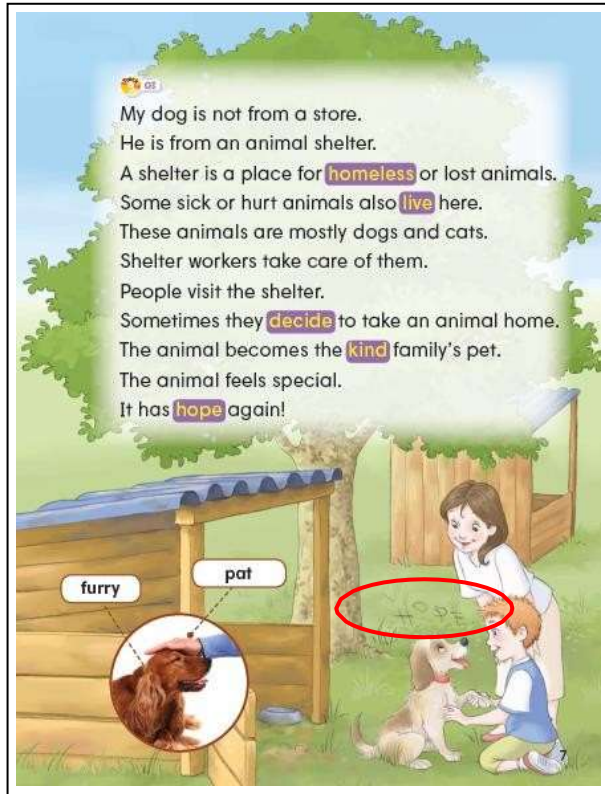 My dog is not from a store.
He is from an animal shelter.
A shelter is a place for homeless or lost animals.
Some sick or hurt animals also live here.
These animals are mostly dogs and cats.
Shelter workers take care of them.
People visit the shelter.
Sometimes they decide to take an animal home.
The animal becomes the kind family's pet.
The animal feels special.
It has hope again!
pat
furry
HOPE
7